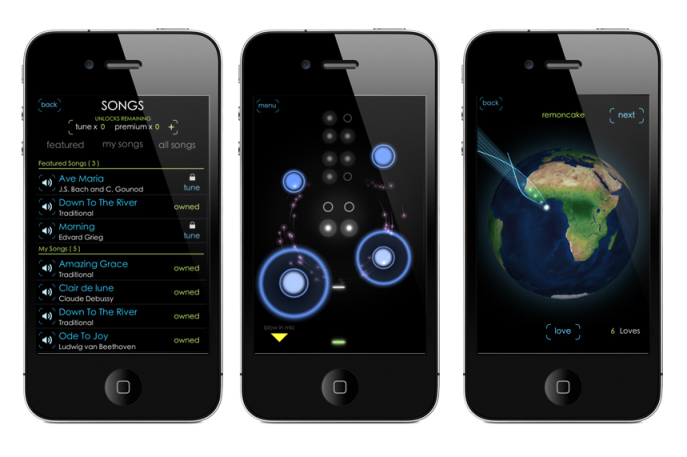 back
SONGS
UNLOCKS REMAINING
tune x 0 premium x 0 +
featured my songs all songs
Featured Songs ( 3 )
Ave Maria
J.S. Bach and C. Gounod
tune
Down To The River
Traditional
owned
Morning
Edvard Grieg
tune
My Songs ( 5 )
Amazing Grace
Traditional
owned
Clair de lune
Claude Debussy
owned
Down To The River
Traditional
owned
Ode To Joy
Ludwig van Beethoven
owned
menu
blow in mic
back
next
remoncake
love
6 Loves